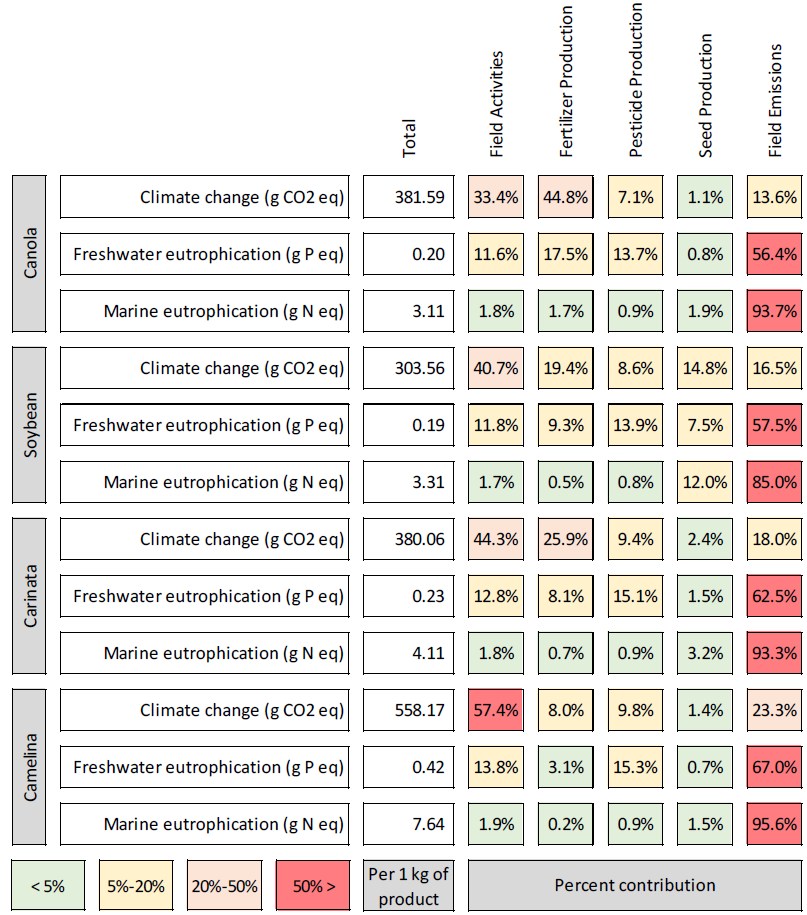 Total Field Activities Fertilizer Production Pesticide Production Seed Production Field Emissions
Canola
Climate change (g CO2 eq) 381.59 33.4% 44.8% 7.1% 1.1% 13.6%
Freshwater eutrophication (g P eq) 0.20 11.6% 17.5% 13.7% 0.8% 56.4%
Marine eutrophication (g N eq) 3.11 1.8% 1.7% 0.9% 1.9% 93.7%
Soybean
Climate change (g CO2 eq) 303.56 40.7% 19.4% 8.6% 14.8% 16.5%
Freshwater eutrophication (g P eq) 0.19 11.8% 9.3% 13.9% 7.5% 57.5%
Marine eutrophication (g N eq) 3.31 1.7% 0.5% 0.8% 12.0% 85.0%
Carinata
Climate change (g CO2 eq) 380.06 44.3% 25.9% 9.4% 2.4% 18.0%
Freshwater eutrophication (g P eq) 0.23 12.8% 8.1% 15.1% 1.5% 62.5%
Marine eutrophication (g N eq) 4.11 1.8% 0.7% 0.9% 3.2% 93.3%
Camelina
Climate change (g CO2 eq) 558.17 57.4% 8.0% 9.8% 1.4% 23.3%
Freshwater eutrophication (g P eq) 0.42 13.8% 3.1% 15.3% 0.7% 67.0%
Marine eutrophication (g N eq) 7.64 1.9% 0.2% 0.9% 1.5% 95.6%
< 5% 5%-20% 20%-50% 50% >
Per 1 kg of
product
Percent contribution